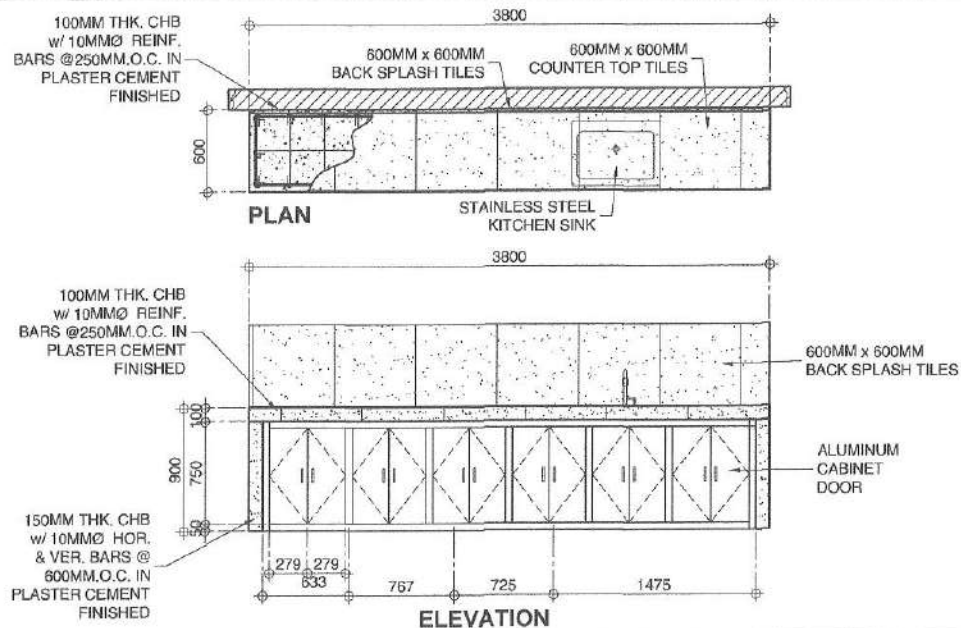 3800
100MM THK. CHB
w/ 10MMØ REINF.
BARS @250MM.O.C. IN
PLASTER CEMENT
FINISHED
600MM x 600MM
BACK SPLASH TILES
600MM x 600MM
COUNTER TOP TILES
600
PLAN
STAINLESS STEEL
KITCHEN SINK
3800
100MM THK. CHB
w/ 10MMØ REINF.
BARS @250MM.O.C. IN
PLASTER CEMENT
FINISHED
600MM x 600MM
BACK SPLASH TILES
100
900
750
50
ALUMINUM
CABINET
DOOR
150MM THK. CHB
w/ 10MMØ HOR.
& VER. BARS @
600MM.O.C. IN
PLASTER CEMENT
FINISHED
279 279
633
767
725
1475
ELEVATION